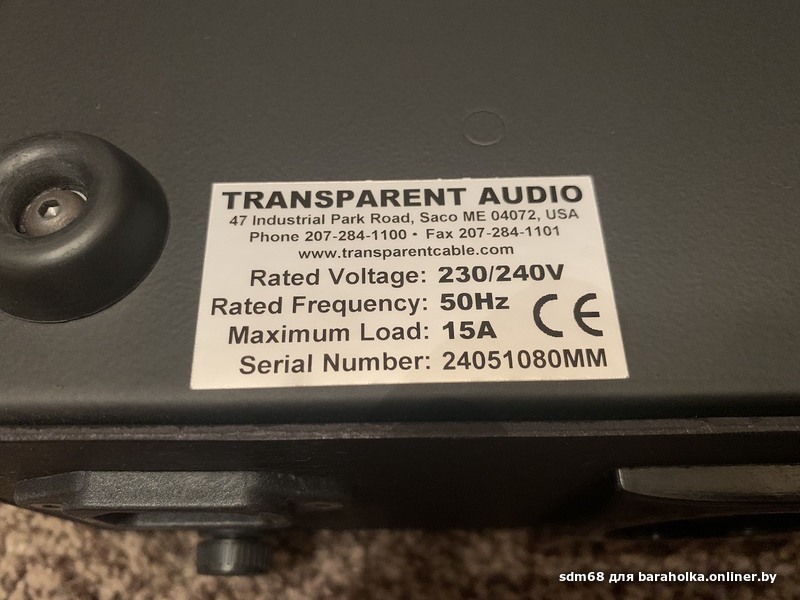 TRANSPARENT AUDIO
47 Industrial Park Road, Saco ME 04072, USA
Phone 207-284-1100 • Fax 207-284-1101
www.transparentcable.com
Rated Voltage: 230/240V
Rated Frequency: 50Hz
CE
Maximum Load: 15A
Serial Number: 24051080MM
sdm68 для baraholka.onliner.by